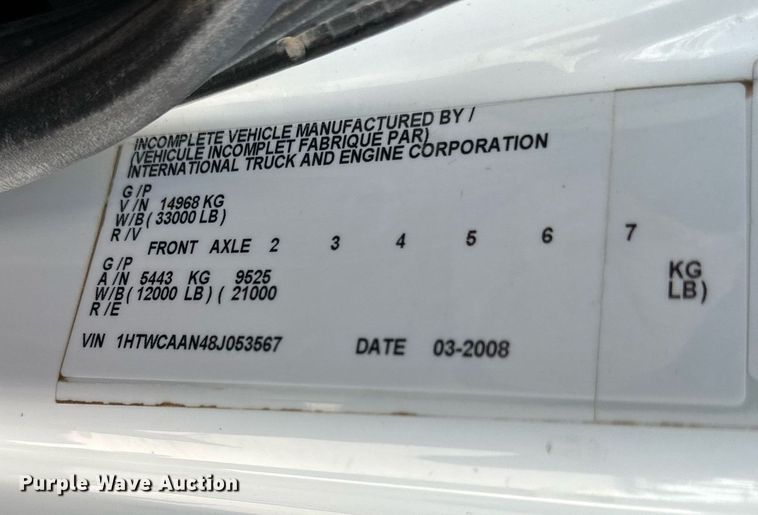 INCOMPLETE VEHICLE MANUFACTURED BY /
(VEHICULE INCOMPLET FABRIQUE PAR)
INTERNATIONAL TRUCK AND ENGINE CORPORATION
G /P
V /N 14968 KG
W/B ( 33000 LB)
R /V
FRONT AXLE 2 3 4 5 6 7
G /P
A /N 5443 KG 9525 KG
W/B ( 12000 LB) ( 21000 LB)
R /E
VIN 1HTWCAAN48J053567 DATE 03-2008
Purple Wave Auction